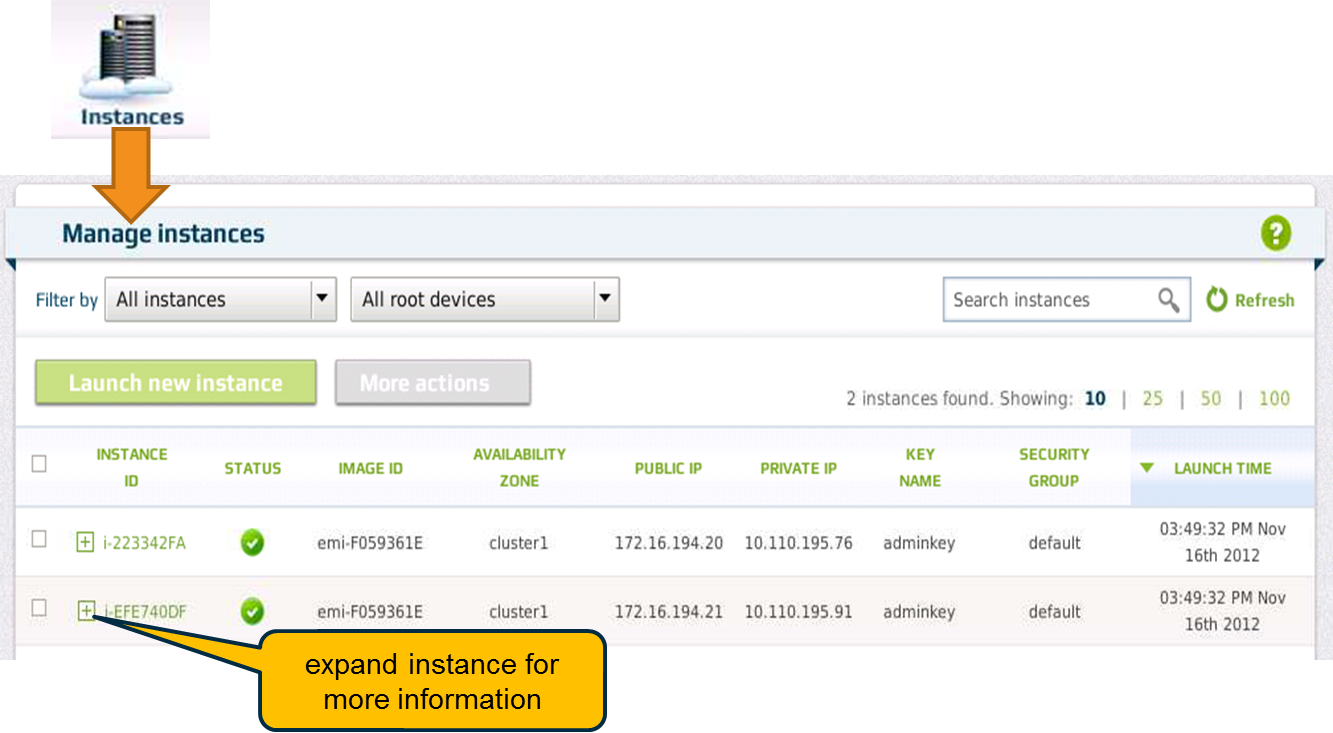 Instances
Manage instances
?
Filter by All instances All root devices Search instances Refresh
Launch new instance More actions
2 instances found. Showing: 10 | 25 | 50 | 100
INSTANCE ID STATUS IMAGE ID AVAILABILITY ZONE PUBLIC IP PRIVATE IP KEY NAME SECURITY GROUP LAUNCH TIME
i-223342FA emi-F059361E cluster1 172.16.194.20 10.110.195.76 adminkey default 03:49:32 PM Nov 16th 2012
i-EFE740DF emi-F059361E cluster1 172.16.194.21 10.110.195.91 adminkey default 03:49:32 PM Nov 16th 2012
expand instance for
more information